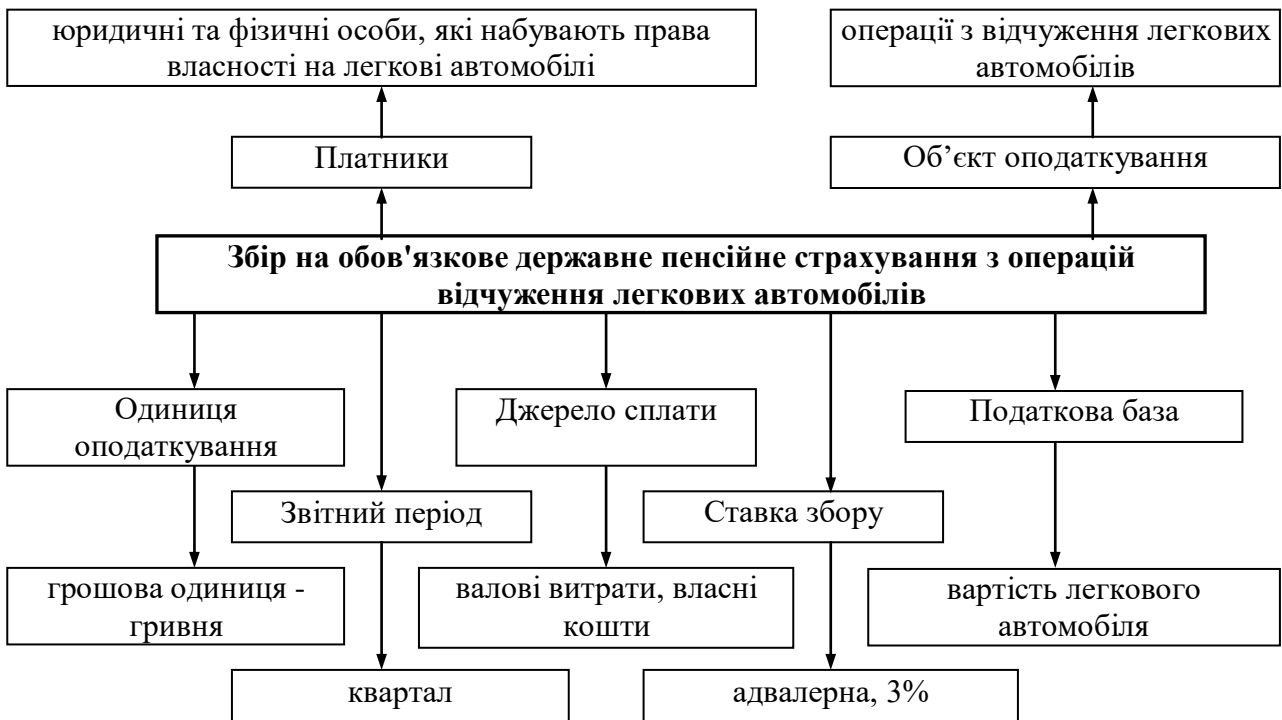 юридичні та фізичні особи, які набувають права
власності на легкові автомобілі
операції з відчуження легкових
автомобілів
Платники
Об’єкт оподаткування
Збір на обов'язкове державне пенсійне страхування з операцій
відчуження легкових автомобілів
Одиниця
оподаткування
Джерело сплати
Податкова база
Звітний період
Ставка збору
грошова одиниця -
гривня
валові витрати, власні
кошти
вартість легкового
автомобіля
квартал
адвалерна, 3%